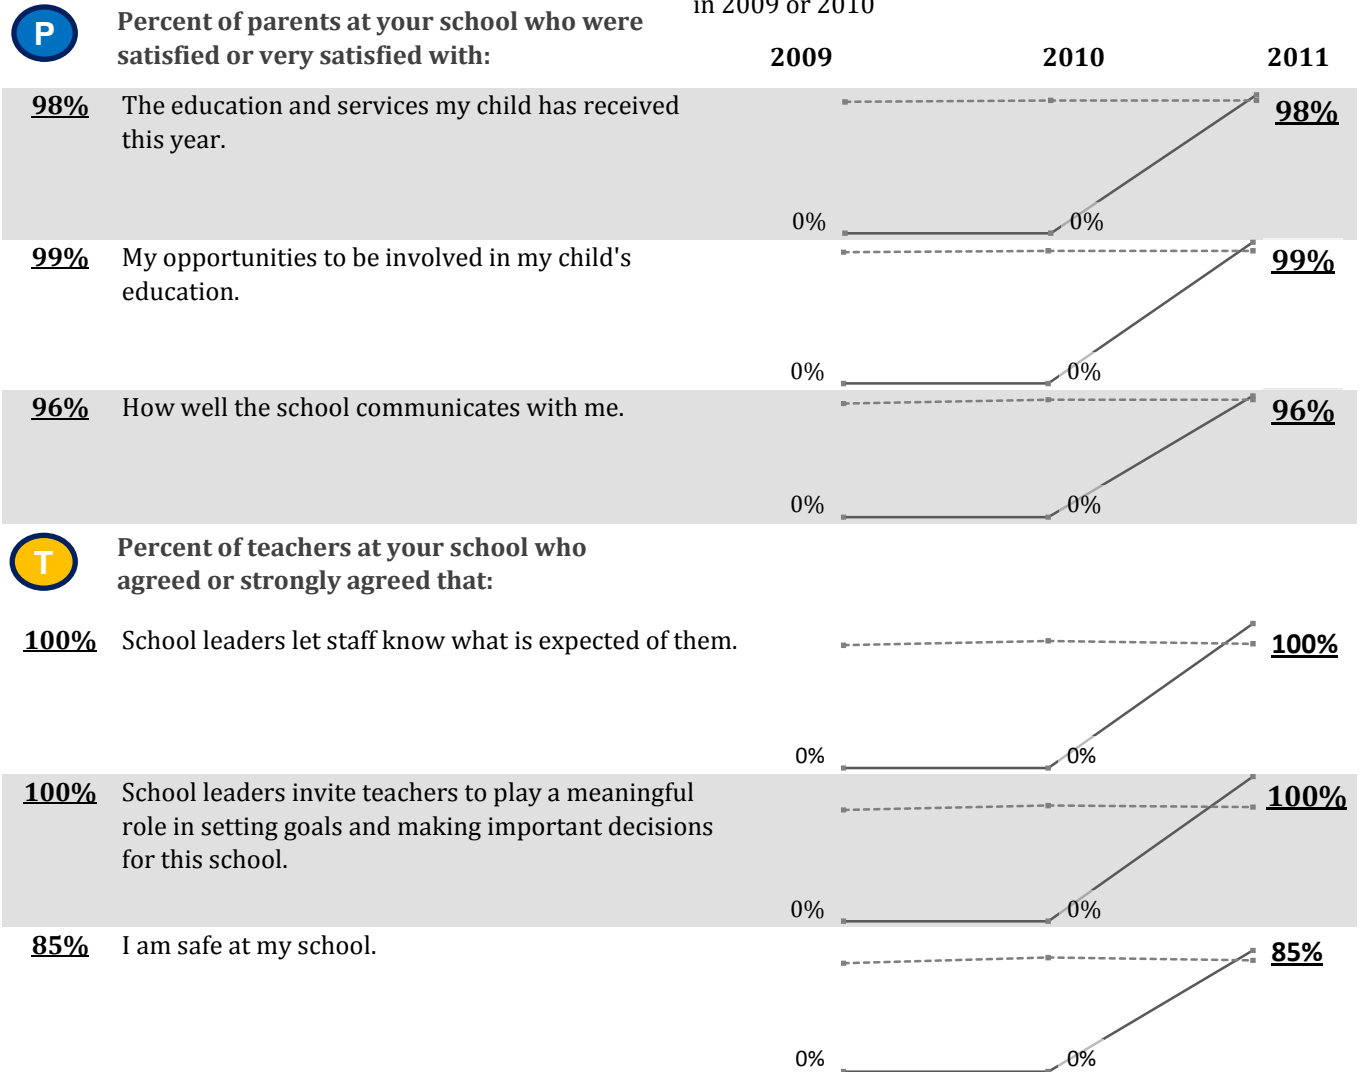 in 2009 or 2010
P
Percent of parents at your school who were
satisfied or very satisfied with:
2009 2010 2011
98% The education and services my child has received
this year.
98%
0% 0%
99% My opportunities to be involved in my child's
education.
99%
0% 0%
96% How well the school communicates with me.
96%
0% 0%
T
Percent of teachers at your school who
agreed or strongly agreed that:
100% School leaders let staff know what is expected of them.
100%
0% 0%
100% School leaders invite teachers to play a meaningful
role in setting goals and making important decisions
for this school.
100%
0% 0%
85% I am safe at my school.
85%
0% 0%